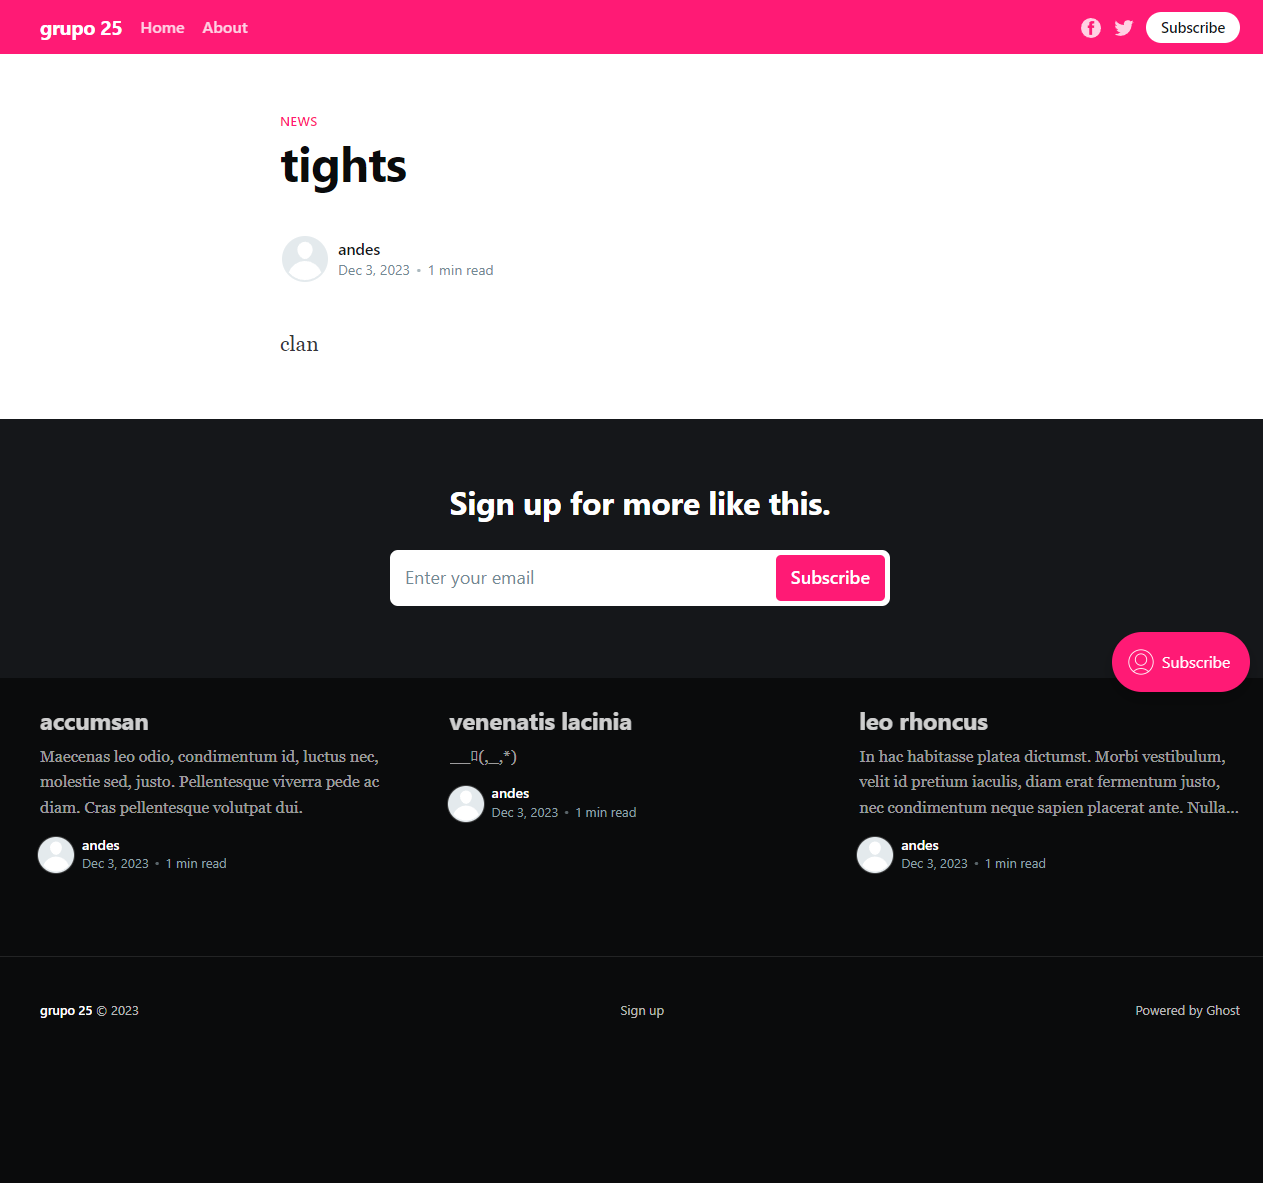 grupo 25 Home About Subscribe
NEWS
tights
andes
Dec 3, 2023 • 1 min read
clan
Sign up for more like this.
Enter your email Subscribe
Subscribe
accumsan
Maecenas leo odio, condimentum id, luctus nec,
molestie sed, justo. Pellentesque viverra pede ac
diam. Cras pellentesque volutpat dui.
andes
Dec 3, 2023 • 1 min read
venenatis lacinia
andes
Dec 3, 2023 • 1 min read
leo rhoncus
In hac habitasse platea dictumst. Morbi vestibulum,
velit id pretium iaculis, diam erat fermentum justo,
nec condimentum neque sapien placerat ante. Nulla...
andes
Dec 3, 2023 • 1 min read
grupo 25 © 2023
Sign up
Powered by Ghost